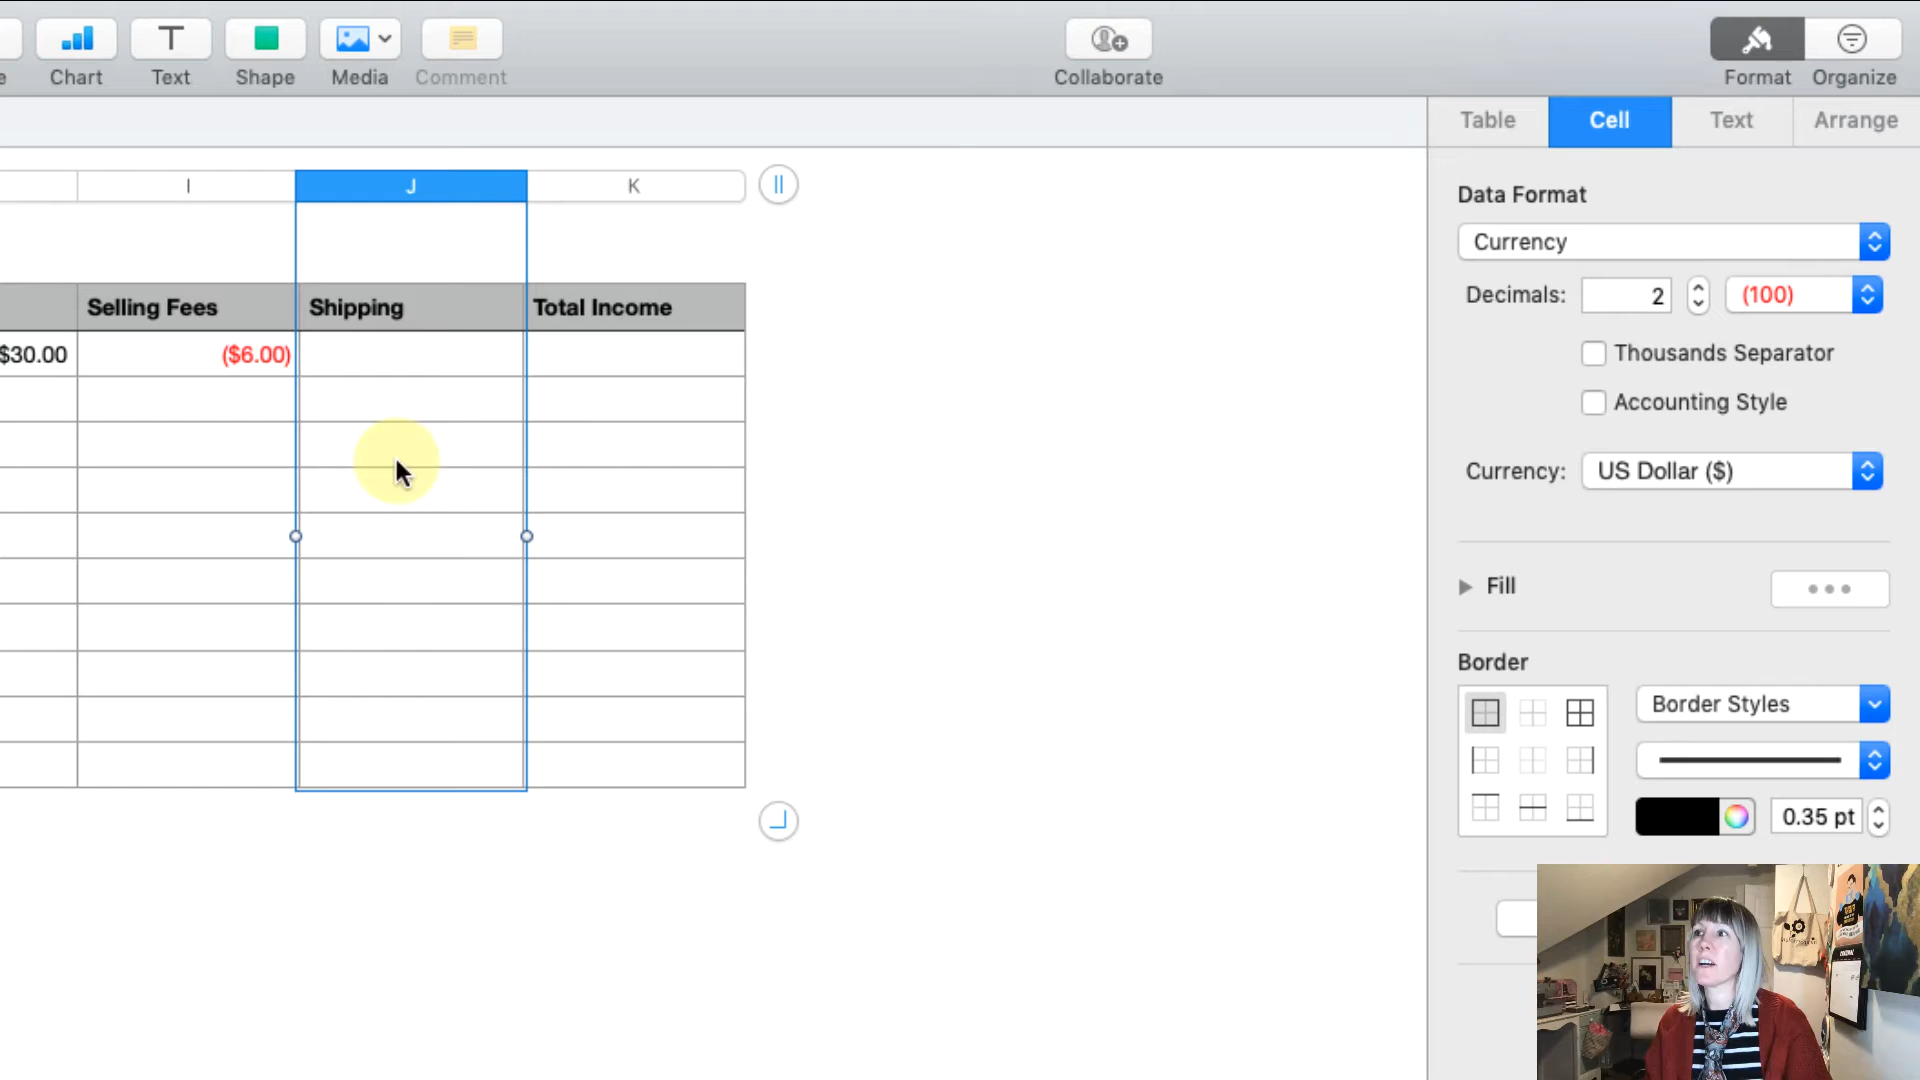 Chart
Text
Shape
Media
Comment
Collaborate
Format
Organize
Table
Cell
Text
Arrange
I
J
K
Data Format
Currency
Decimals:
2
(100)
Thousands Separator
Accounting Style
Currency:
US Dollar ($)
Selling Fees
Shipping
Total Income
$30.00
($6.00)
Fill
Border
Border Styles
0.35 pt